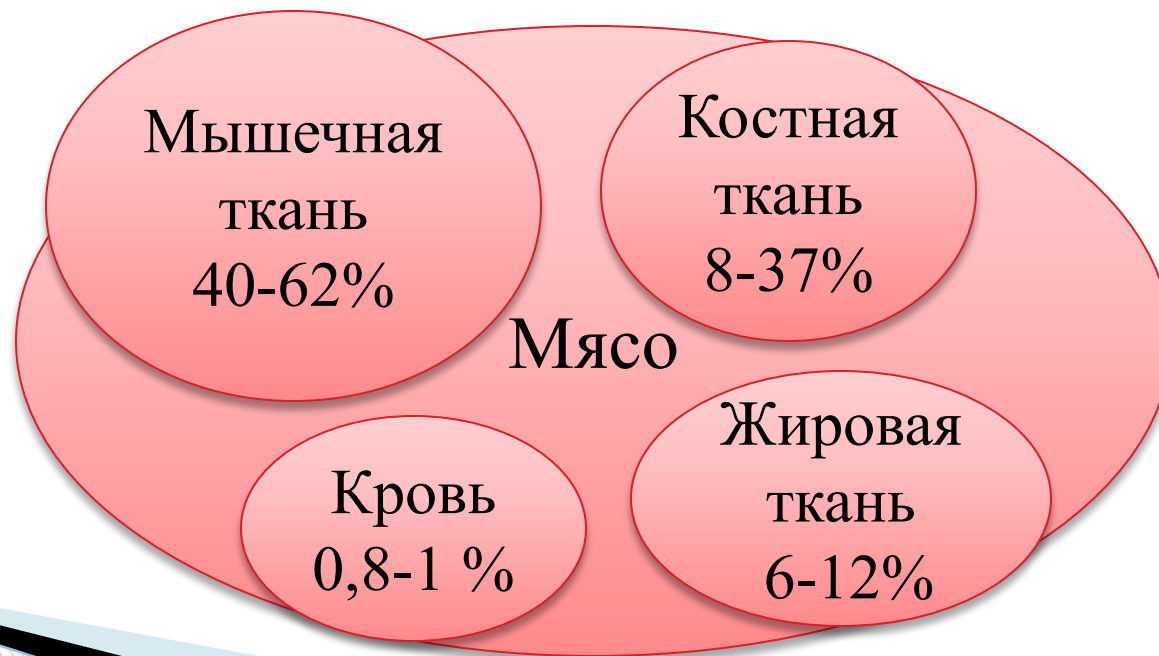 Мышечная
ткань
40-62%
Костная
ткань
8-37%
Мясо
Кровь
0,8-1 %
Жировая
ткань
6-12%